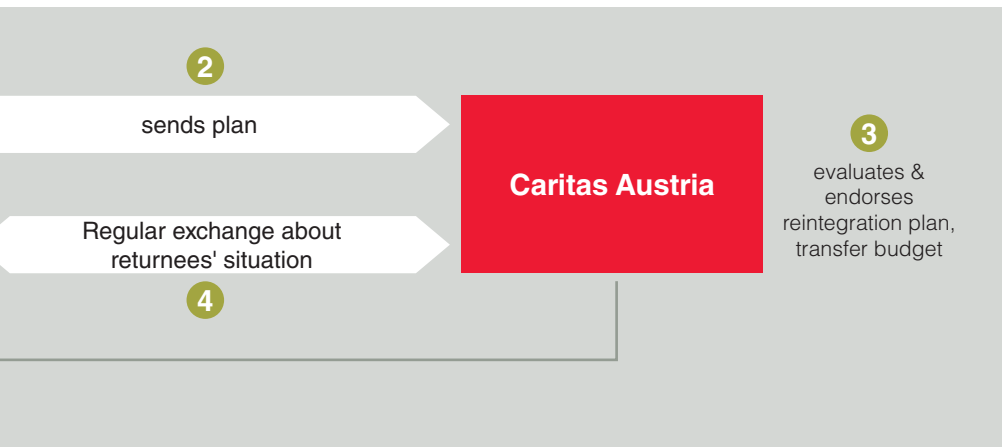 2
sends plan
Caritas Austria
3
evaluates &
endorses
reintegration plan,
transfer budget
Regular exchange about
returnees' situation
4